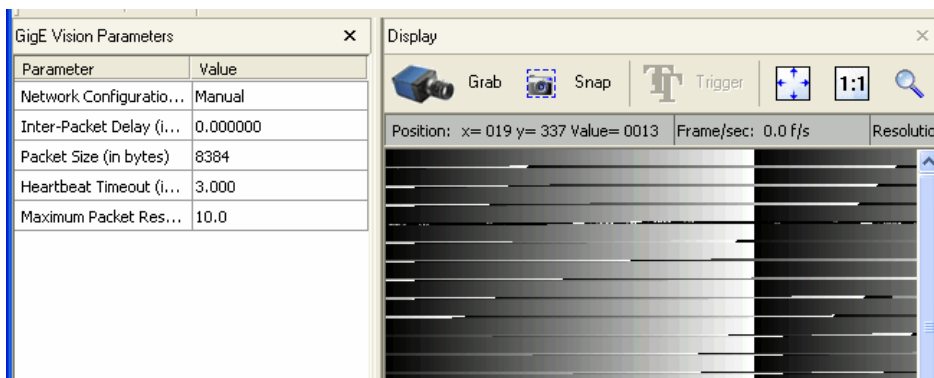 GigE Vision Parameters
Parameter Value
Network Configuratio... Manual
Inter-Packet Delay (i... 0.000000
Packet Size (in bytes) 8384
Heartbeat Timeout (i... 3.000
Maximum Packet Res... 10.0
Display
Grab Snap Trigger 1:1
Position: x= 019 y= 337 Value= 0013 Frame/sec: 0.0 f/s Resolutio